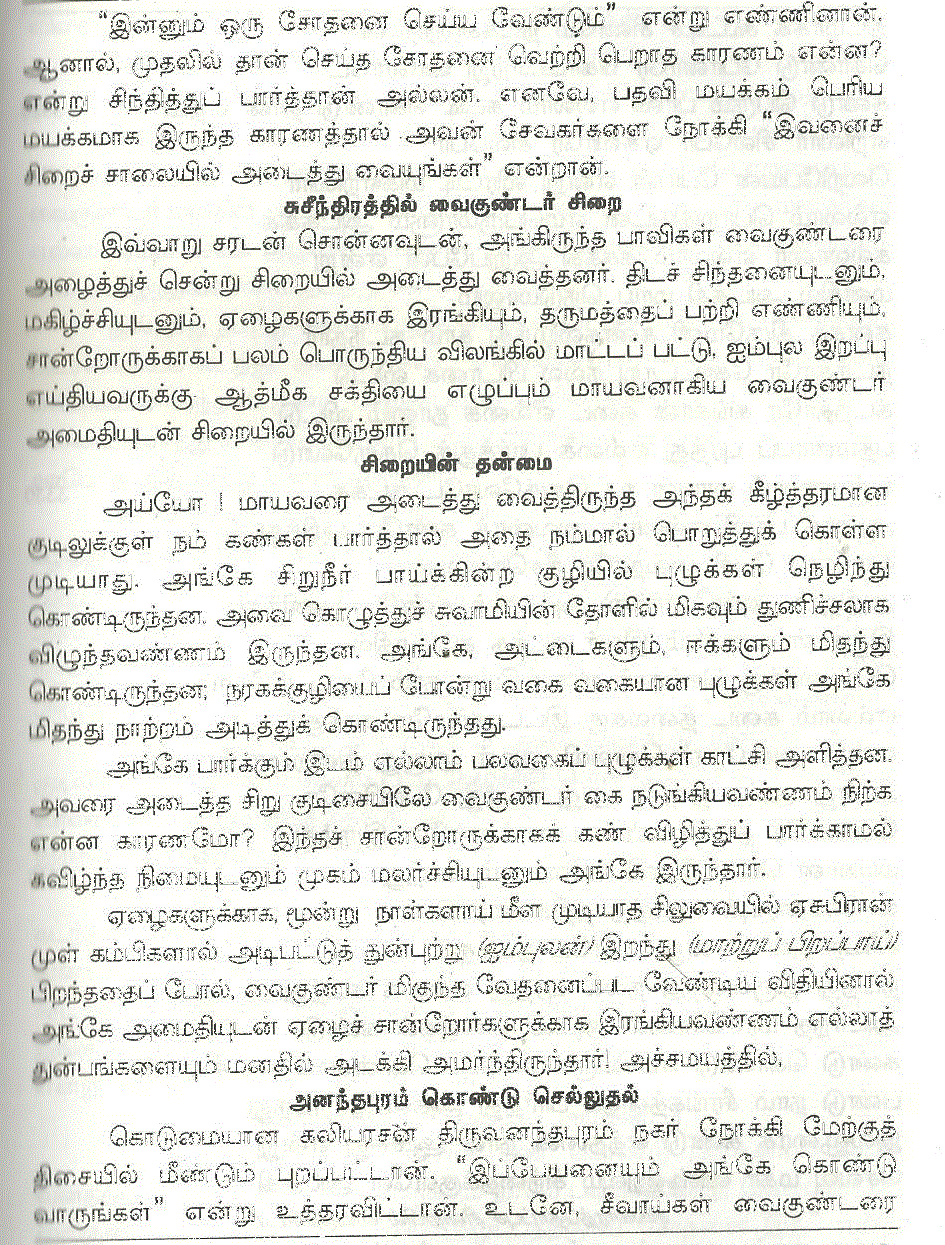 “இன்னும் ஒரு சோதனை செய்ய வேண்டும்” என்று எண்ணினான்.
ஆனால், முதலில் தான் செய்த சோதனை வெற்றி பெறாத காரணம் என்ன?
என்று சிந்தித்துப் பார்த்தான் அல்லன். எனவே, பதவி மயக்கம் பெரிய
மயக்கமாக இருந்த காரணத்தால் அவன் சேவகர்களை நோக்கி “இவனைச்
சிறைச் சாலையில் அடைத்து வையுங்கள்” என்றான்.
சுசீந்திரத்தில் வைகுண்டர் சிறை
இவ்வாறு சரடன் சொன்னவுடன், அங்கிருந்த பாவிகள் வைகுண்டரை
அழைத்துச் சென்று சிறையில் அடைத்து வைத்தனர். திடச் சிந்தனையுடனும்,
மகிழ்ச்சியுடனும், ஏழைகளுக்காக இரங்கியும், தருமத்தைப் பற்றி எண்ணியும்,
சான்றோருக்காகப் பலம் பொருந்திய விலங்கில் மாட்டப் பட்டு, ஐம்புல இறப்பு
எய்தியவருக்கு ஆத்மீக சக்தியை எழுப்பும் மாயவனாகிய வைகுண்டர்
அமைதியுடன் சிறையில் இருந்தார்.
சிறையின் தன்மை
அய்யோ ! மாயவரை அடைத்து வைத்திருந்த அந்தக் கீழ்த்தரமான
குடிலுக்குள் நம் கண்கள் பார்த்தால் அதை நம்மால் பொறுத்துக் கொள்ள
முடியாது. அங்கே சிறுநீர் பாய்க்கின்ற குழியில் புழுக்கள் நெழிந்து
கொண்டிருந்தன. அவை கொழுத்துச் சுவாமியின் தோளில் மிகவும் துணிச்சலாக
விழுந்தவண்ணம் இருந்தன. அங்கே, அட்டைகளும், ஈக்களும் மிதந்து
கொண்டிருந்தன; நரகக்குழியைப் போன்று வகை வகையான புழுக்கள் அங்கே
மிதந்து நாற்றம் அடித்துக் கொண்டிருந்தது.
அங்கே பார்க்கும் இடம் எல்லாம் பலவகைப் புழுக்கள் காட்சி அளித்தன.
அவரை அடைத்த சிறு குடிசையிலே வைகுண்டர் கை நடுங்கியவண்ணம் நிற்க
என்ன காரணமோ? இந்தச் சான்றோருக்காகக் கண் விழித்துப் பார்க்காமல்
கவிழ்ந்த நிமையுடனும் முகம் மலர்ச்சியுடனும் அங்கே இருந்தார்.
ஏழைகளுக்காக, மூன்று நாள்களாய் மீள முடியாத சிலுவையில் ஏசுபிரான்
முள் கம்பிகளால் அடிபட்டுத் துன்புற்று (ஐம்புலன்) இறந்து (மாற்றுப் பிறப்பாய்)
பிறந்ததைப் போல், வைகுண்டர் மிகுந்த வேதனைப்பட வேண்டிய விதியினால்
அங்கே அமைதியுடன் ஏழைச் சான்றோர்களுக்காக இரங்கியவண்ணம் எல்லாத்
துன்பங்களையும் மனதில் அடக்கி அமர்ந்திருந்தார். அச்சமயத்தில்,
அனந்தபுரம் கொண்டு செல்லுதல்
கொடுமையான கலியரசன் திருவனந்தபுரம் நகர் நோக்கி மேற்குத்
திசையில் மீண்டும் புறப்பட்டான். “இப்பேயனையும் அங்கே கொண்டு
வாருங்கள்” என்று உத்தரவிட்டான். உடனே, சீவாய்கள் வைகுண்டரை